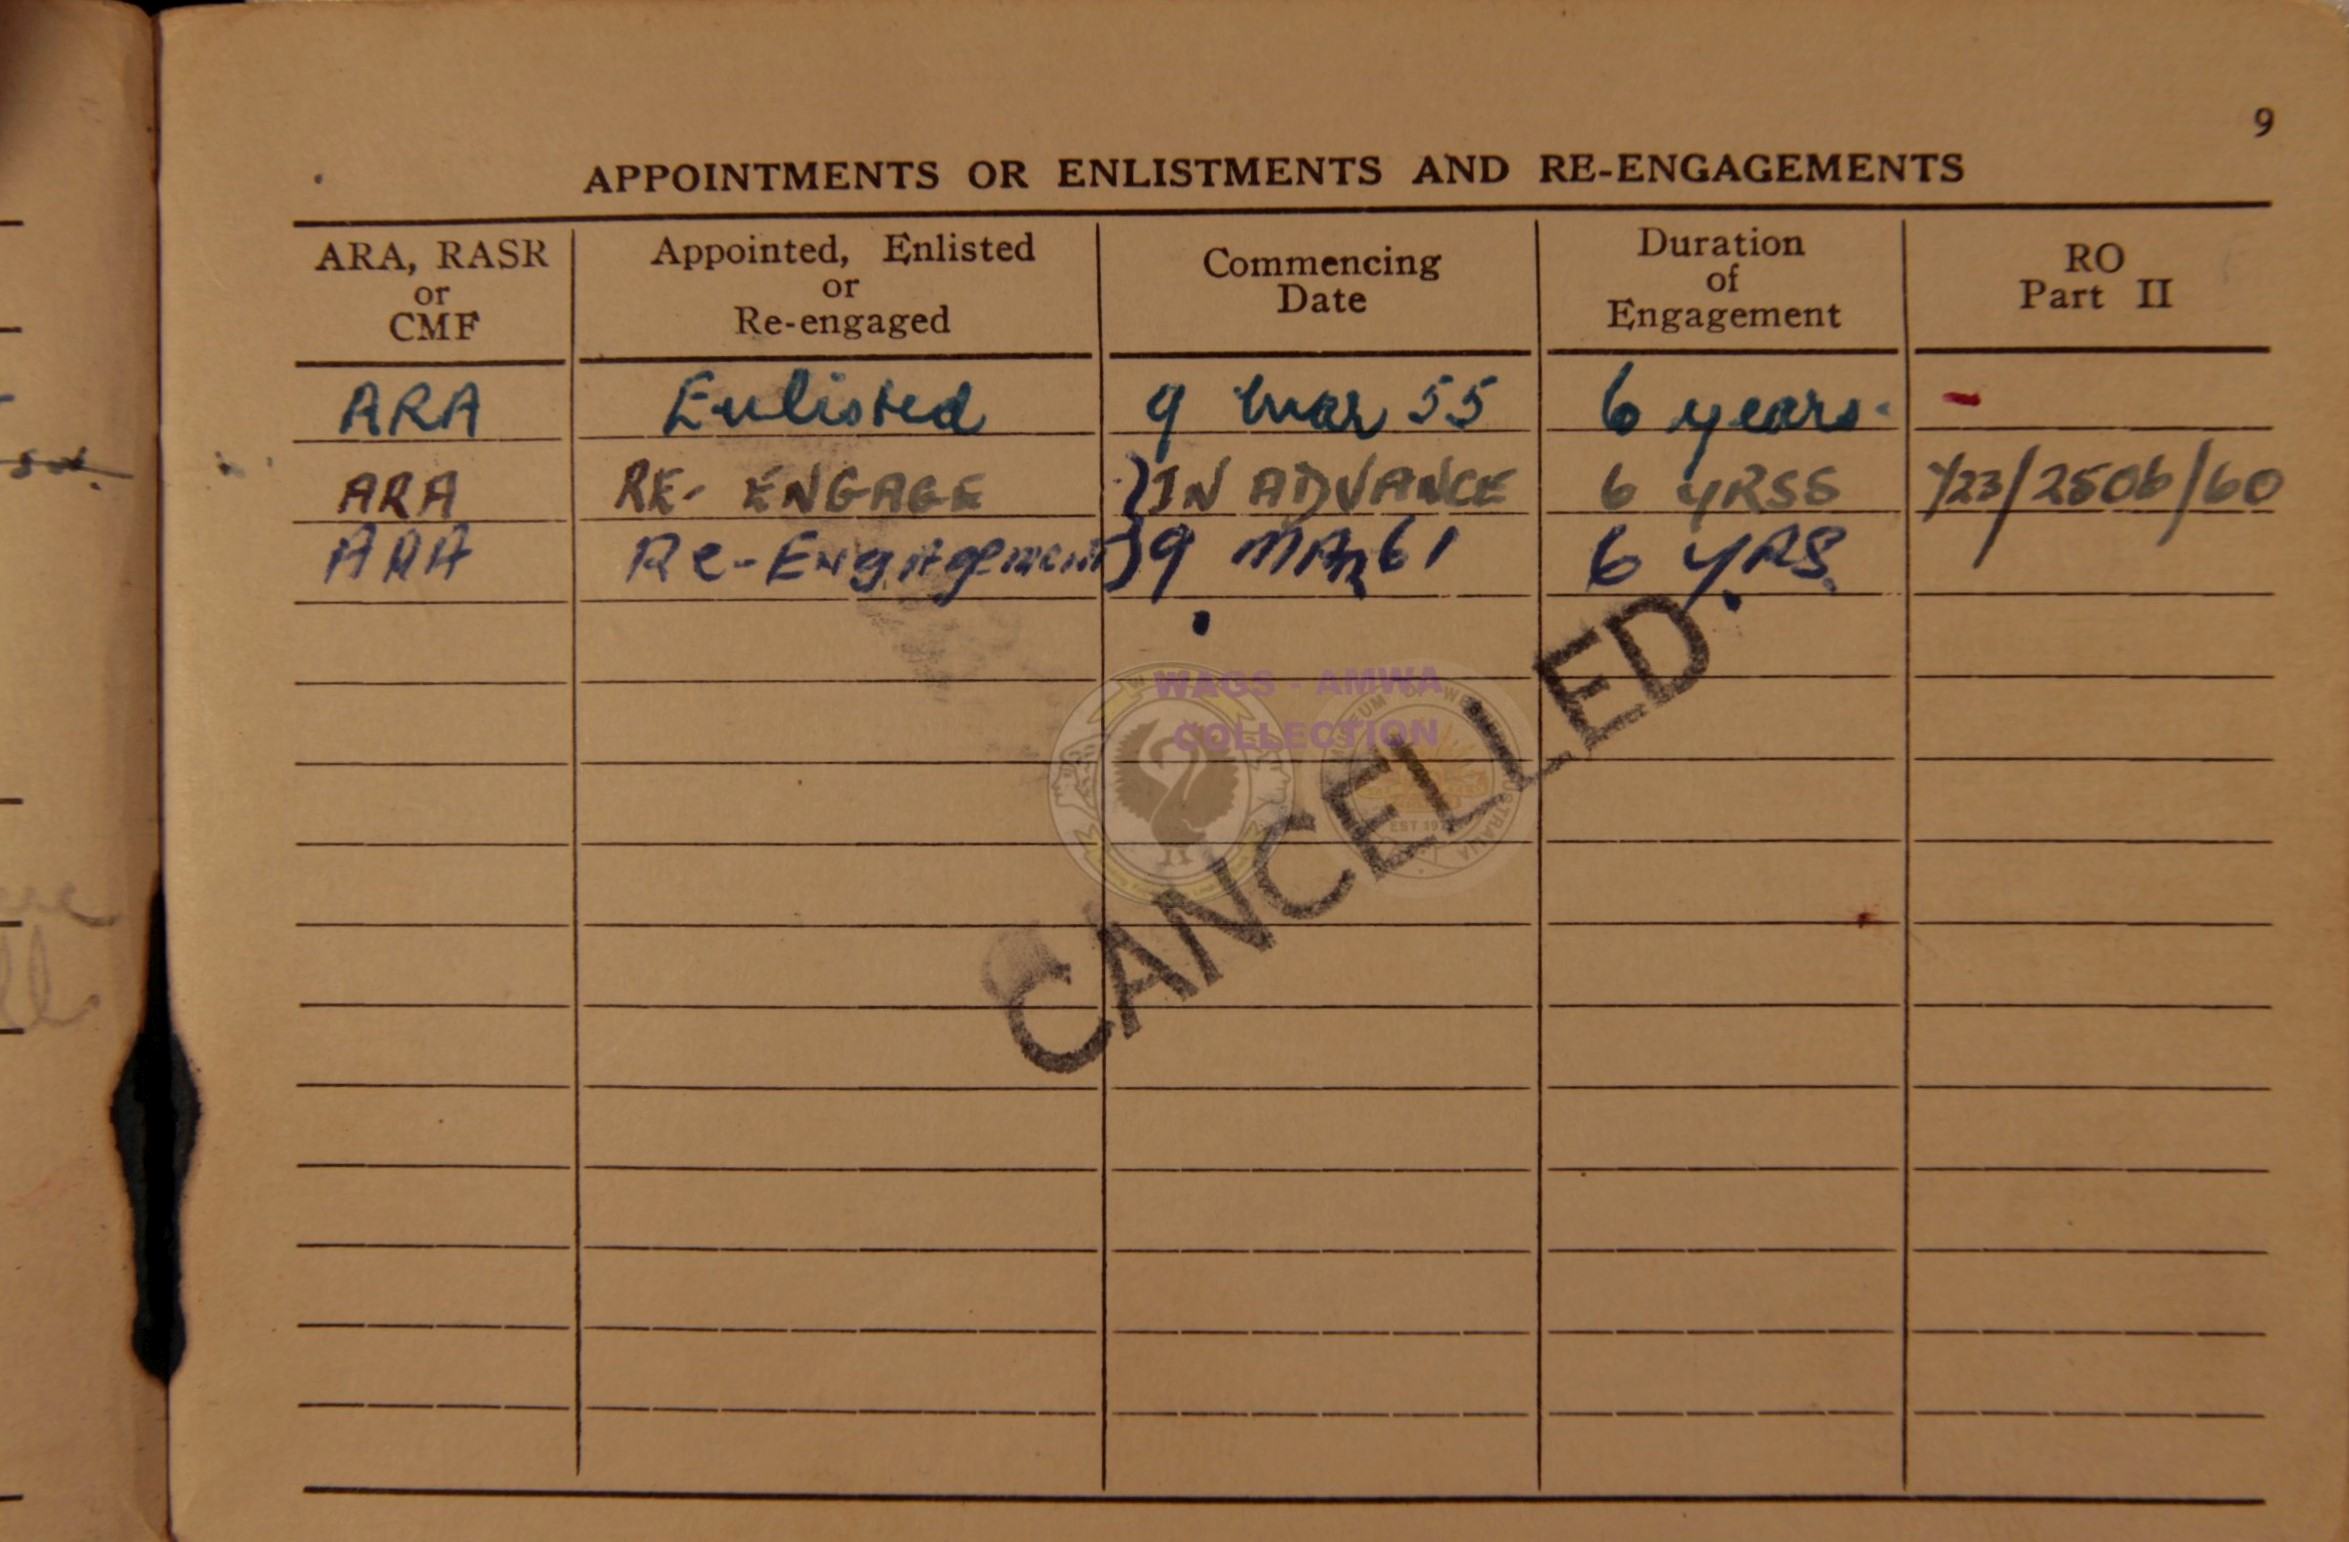 9
APPOINTMENTS OR ENLISTMENTS AND RE-ENGAGEMENTS
ARA, RASR or CMF Appointed, Enlisted or Re-engaged Commencing Date Duration of Engagement RO Part II
ARA Enlisted 9 Mar 55 6 years. -
ARA RE-ENGAGE }IN ADVANCE 6 YRSS /23/2506/60
ARA Re-Engagement }9 MAR 61 6 YRS.
WAGS - AMWA
COLLECTION
CANCELLED